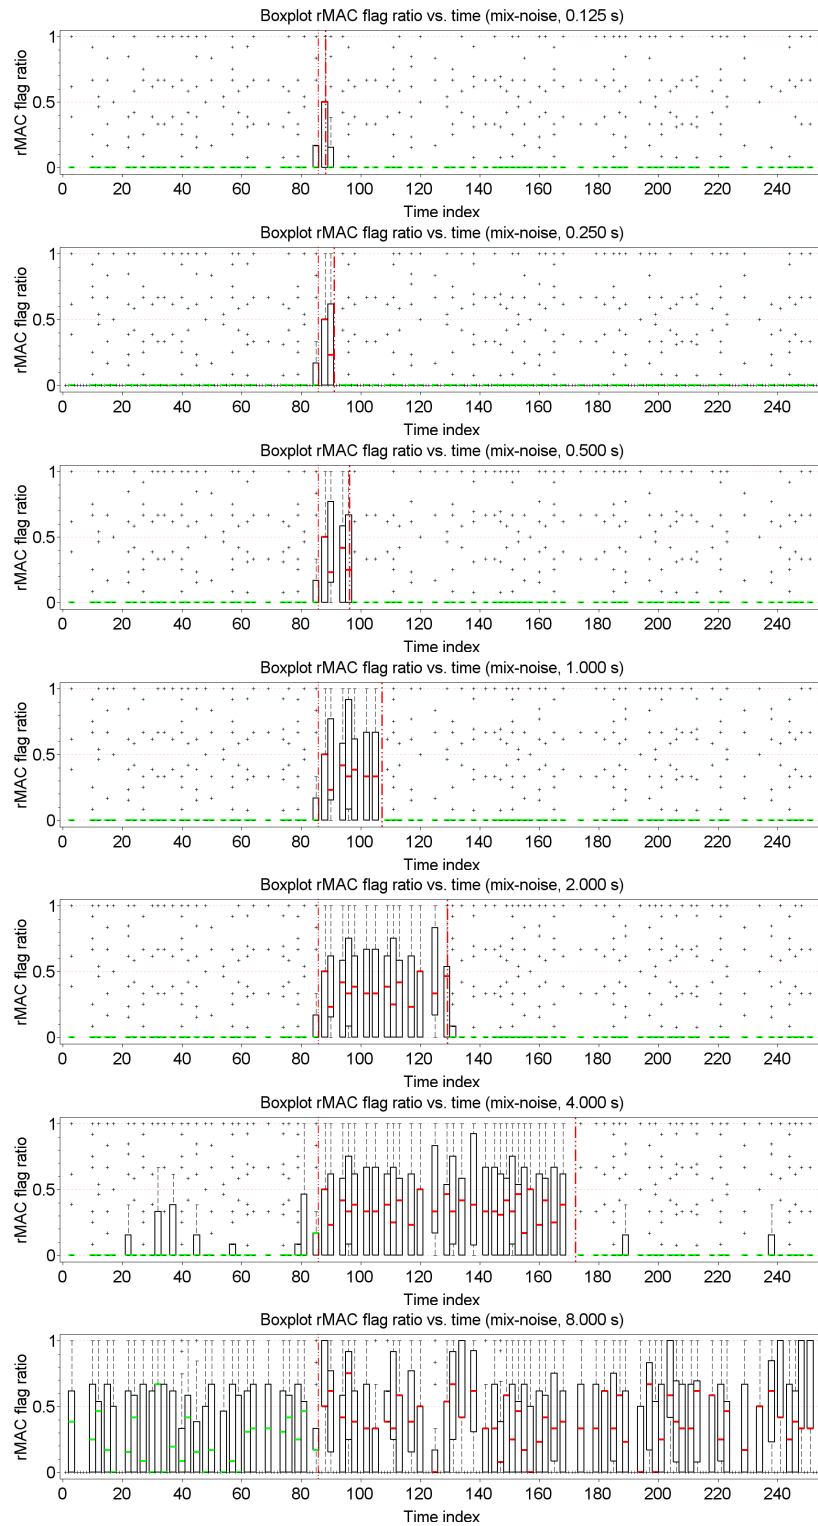 Boxplot rMAC flag ratio vs. time (mix-noise, 0.125 s)
rMAC flag ratio
1
0.5
0
0 20 40 60 80 100 120 140 160 180 200 220 240
Time index
Boxplot rMAC flag ratio vs. time (mix-noise, 0.250 s)
rMAC flag ratio
1
0.5
0
0 20 40 60 80 100 120 140 160 180 200 220 240
Time index
Boxplot rMAC flag ratio vs. time (mix-noise, 0.500 s)
rMAC flag ratio
1
0.5
0
0 20 40 60 80 100 120 140 160 180 200 220 240
Time index
Boxplot rMAC flag ratio vs. time (mix-noise, 1.000 s)
rMAC flag ratio
1
0.5
0
0 20 40 60 80 100 120 140 160 180 200 220 240
Time index
Boxplot rMAC flag ratio vs. time (mix-noise, 2.000 s)
rMAC flag ratio
1
0.5
0
0 20 40 60 80 100 120 140 160 180 200 220 240
Time index
Boxplot rMAC flag ratio vs. time (mix-noise, 4.000 s)
rMAC flag ratio
1
0.5
0
0 20 40 60 80 100 120 140 160 180 200 220 240
Time index
Boxplot rMAC flag ratio vs. time (mix-noise, 8.000 s)
rMAC flag ratio
1
0.5
0
0 20 40 60 80 100 120 140 160 180 200 220 240
Time index